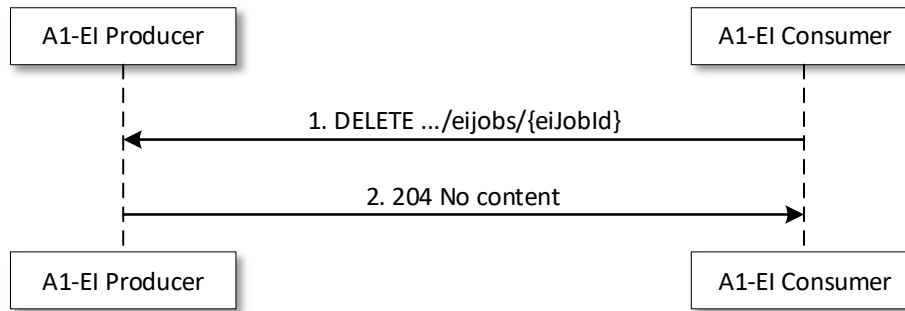 A1-EI Producer
A1-EI Consumer
1. DELETE .../eijobs/{eiJobId}
2. 204 No content
A1-EI Producer
A1-EI Consumer